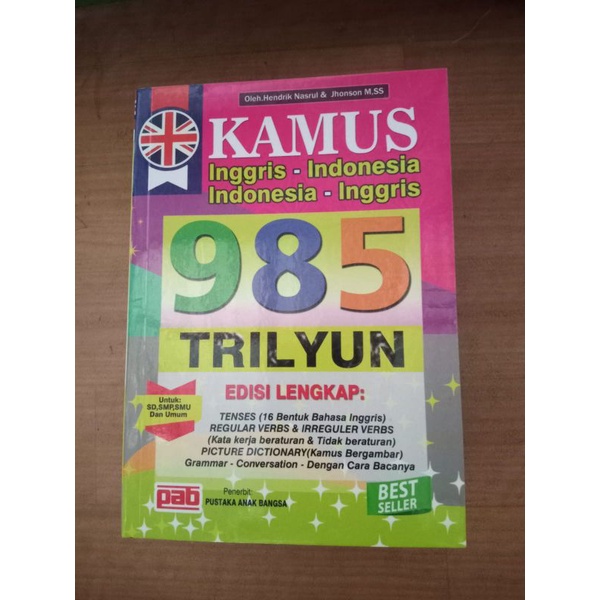 Oleh.Hendrik Nasrul & Jhonson M,SS
KAMUS
Inggris - Indonesia
Indonesia - Inggris
985
TRILYUN
EDISI LENGKAP:
Untuk:
SD,SMP,SMU
Dan Umum
TENSES (16 Bentuk Bahasa Inggris)
REGULAR VERBS & IRREGULER VERBS
(Kata kerja beraturan & Tidak beraturan)
PICTURE DICTIONARY(Kamus Bergambar)
Grammar - Conversation - Dengan Cara Bacanya
pab
Penerbit:
PUSTAKA ANAK BANGSA
BEST
SELLER